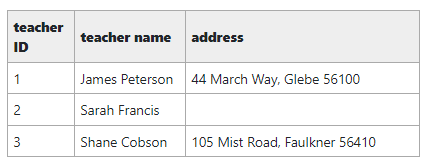 teacher ID teacher name address
1 James Peterson 44 March Way, Glebe 56100
2 Sarah Francis
3 Shane Cobson 105 Mist Road, Faulkner 56410